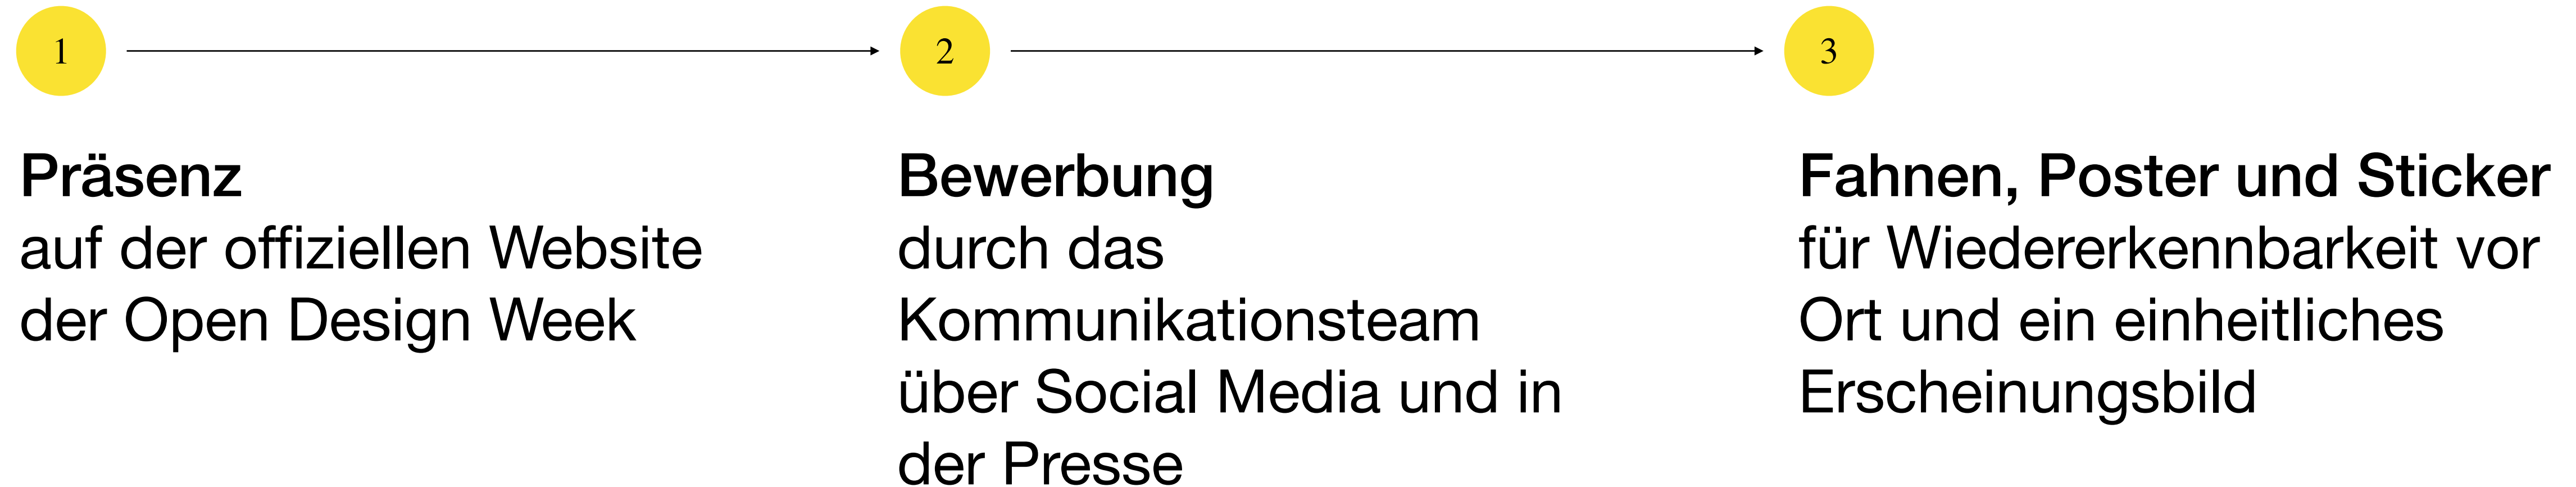 1
2
3
Präsenz
auf der offiziellen Website
der Open Design Week
Bewerbung
durch das
Kommunikationsteam
über Social Media und in
der Presse
Fahnen, Poster und Sticker
für Wiedererkennbarkeit vor
Ort und ein einheitliches
Erscheinungsbild